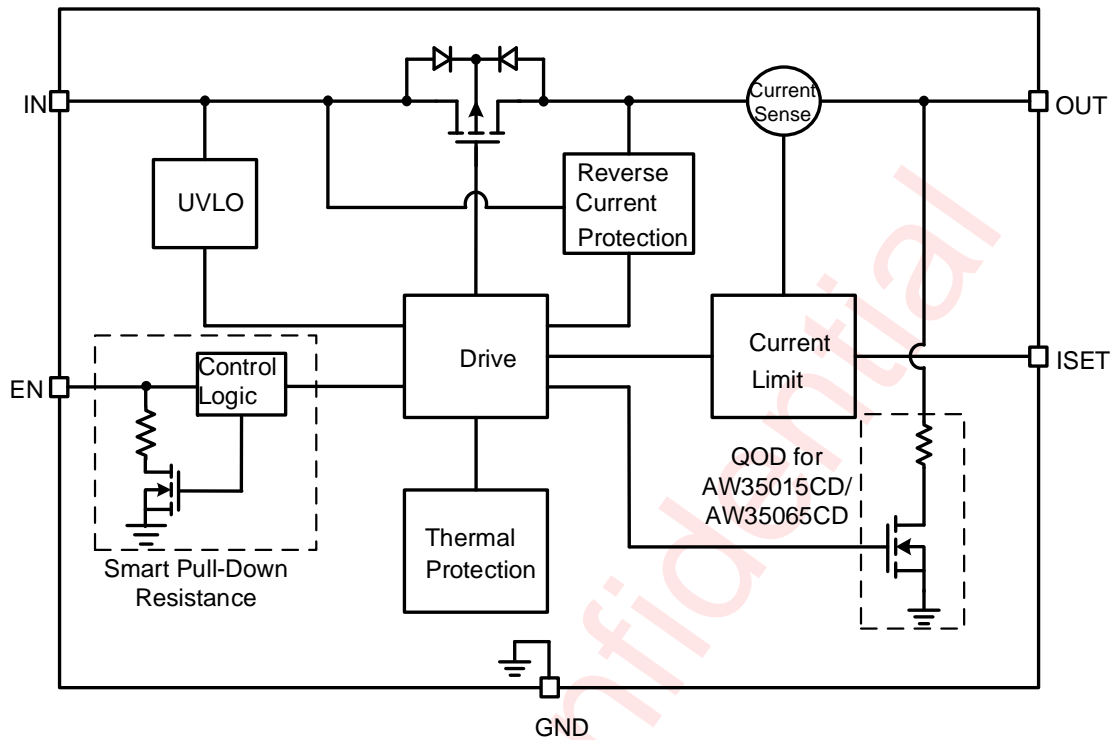 IN
Current
Sense
OUT
UVLO
Reverse
Current
Protection
Drive
Current
Limit
ISET
EN
Control
Logic
QOD for
AW35015CD/
AW35065CD
Thermal
Protection
Smart Pull-Down
Resistance
GND
nfidential